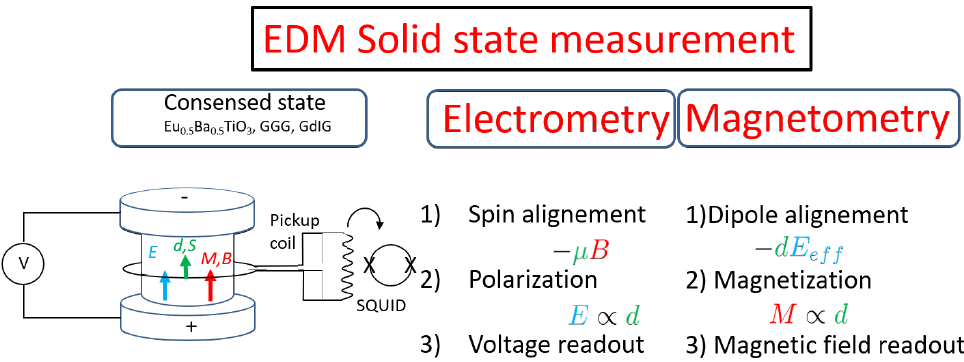 EDM Solid state measurement
Consensed state
Eu0.5Ba0.5TiO3, GGG, GdIG
Electrometry
Magnetometry
-
E
d,S
M,B
+
V
Pickup
coil
SQUID
1) Spin alignement
−μB
2) Polarization
E ∝ d
3) Voltage readout
1)Dipole alignement
−dEeff
2) Magnetization
M ∝ d
3) Magnetic field readout